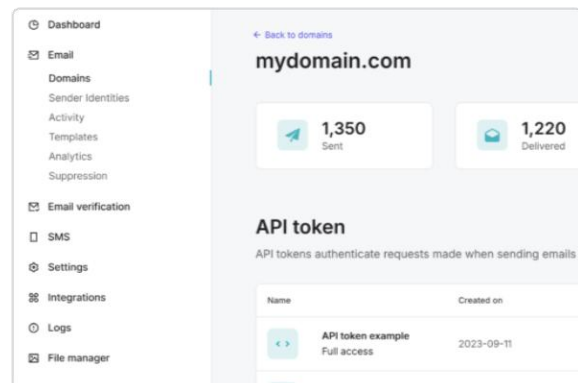 Dashboard
Email
Domains
Sender Identities
Activity
Templates
Analytics
Suppression
Email verification
SMS
Settings
Integrations
Logs
File manager
← Back to domains
mydomain.com
1,350
Sent
1,220
Delivered
API token
API tokens authenticate requests made when sending emails
Name Created on
API token example
Full access
2023-09-11